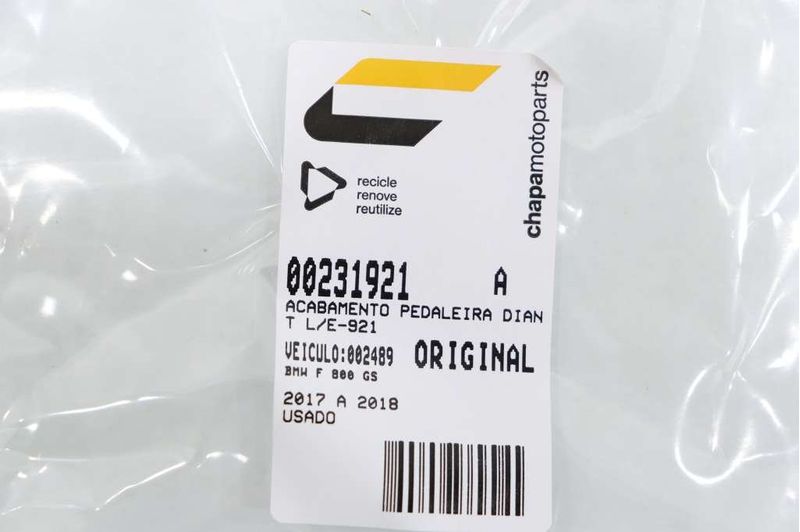 chapamotoparts
recicle
renove
reutilize
00231921 A
ACABAMENTO PEDALEIRA DIAN
T L/E-921
VEICULO:002489 ORIGINAL
BMW F 800 GS
2017 A 2018
USADO